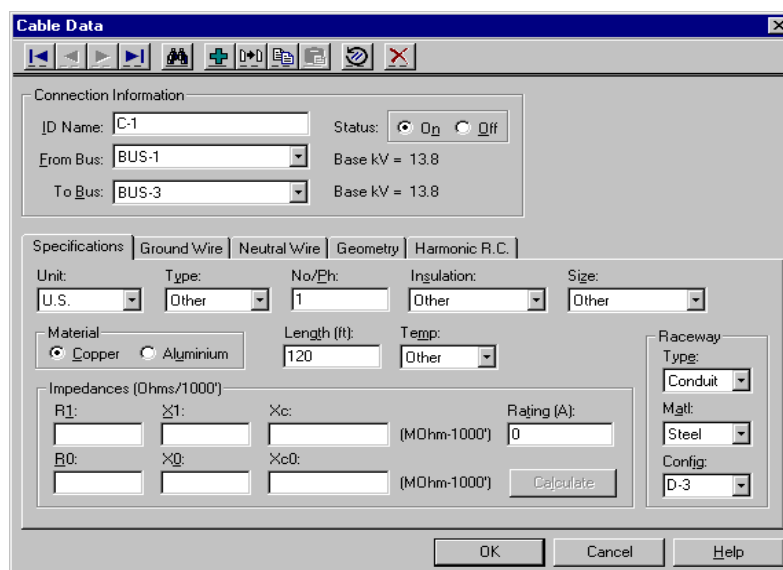 Cable Data
Connection Information
ID Name: C-1 Status: On Off
From Bus: BUS-1 Base kV = 13.8
To Bus: BUS-3 Base kV = 13.8
Specifications Ground Wire Neutral Wire Geometry Harmonic R.C.
Unit: Type: No/Ph: Insulation: Size:
U.S. Other 1 Other Other
Material Length (ft): Temp: Raceway
Copper Aluminium 120 Other Type:
Conduit
Impedances (Ohms/1000')
R1: X1: Xc: Rating (A): Matl:
(MOhm-1000') 0 Steel
R0: X0: Xc0: Config:
(MOhm-1000') Calculate D-3
OK Cancel Help